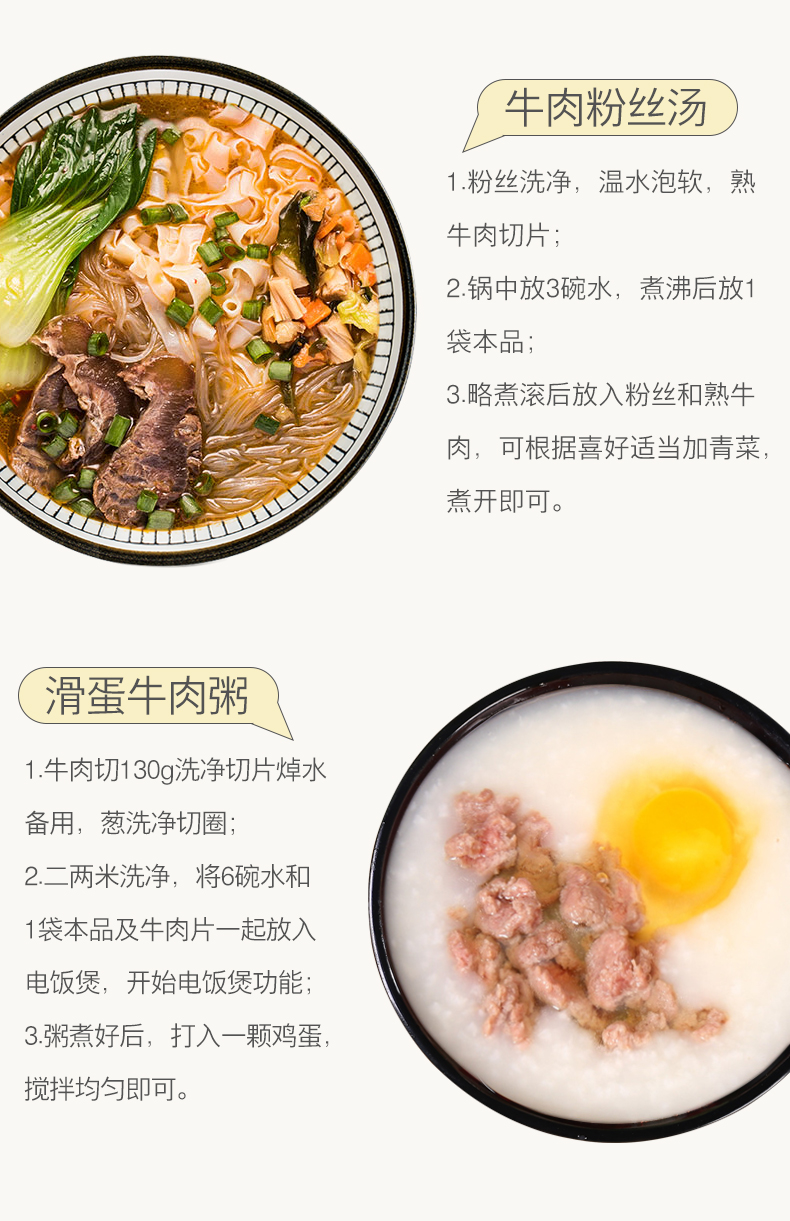 牛肉粉丝汤
1.粉丝洗净，温水泡软，熟
牛肉切片；
2.锅中放3碗水，煮沸后放1
袋本品；
3.略煮滚后放入粉丝和熟牛
肉，可根据喜好适当加青菜，
煮开即可。
滑蛋牛肉粥
1.牛肉切130g洗净切片焯水
备用，葱洗净切圈；
2.二两米洗净，将6碗水和
1袋本品及牛肉片一起放入
电饭煲，开始电饭煲功能；
3.粥煮好后，打入一颗鸡蛋，
搅拌均匀即可。